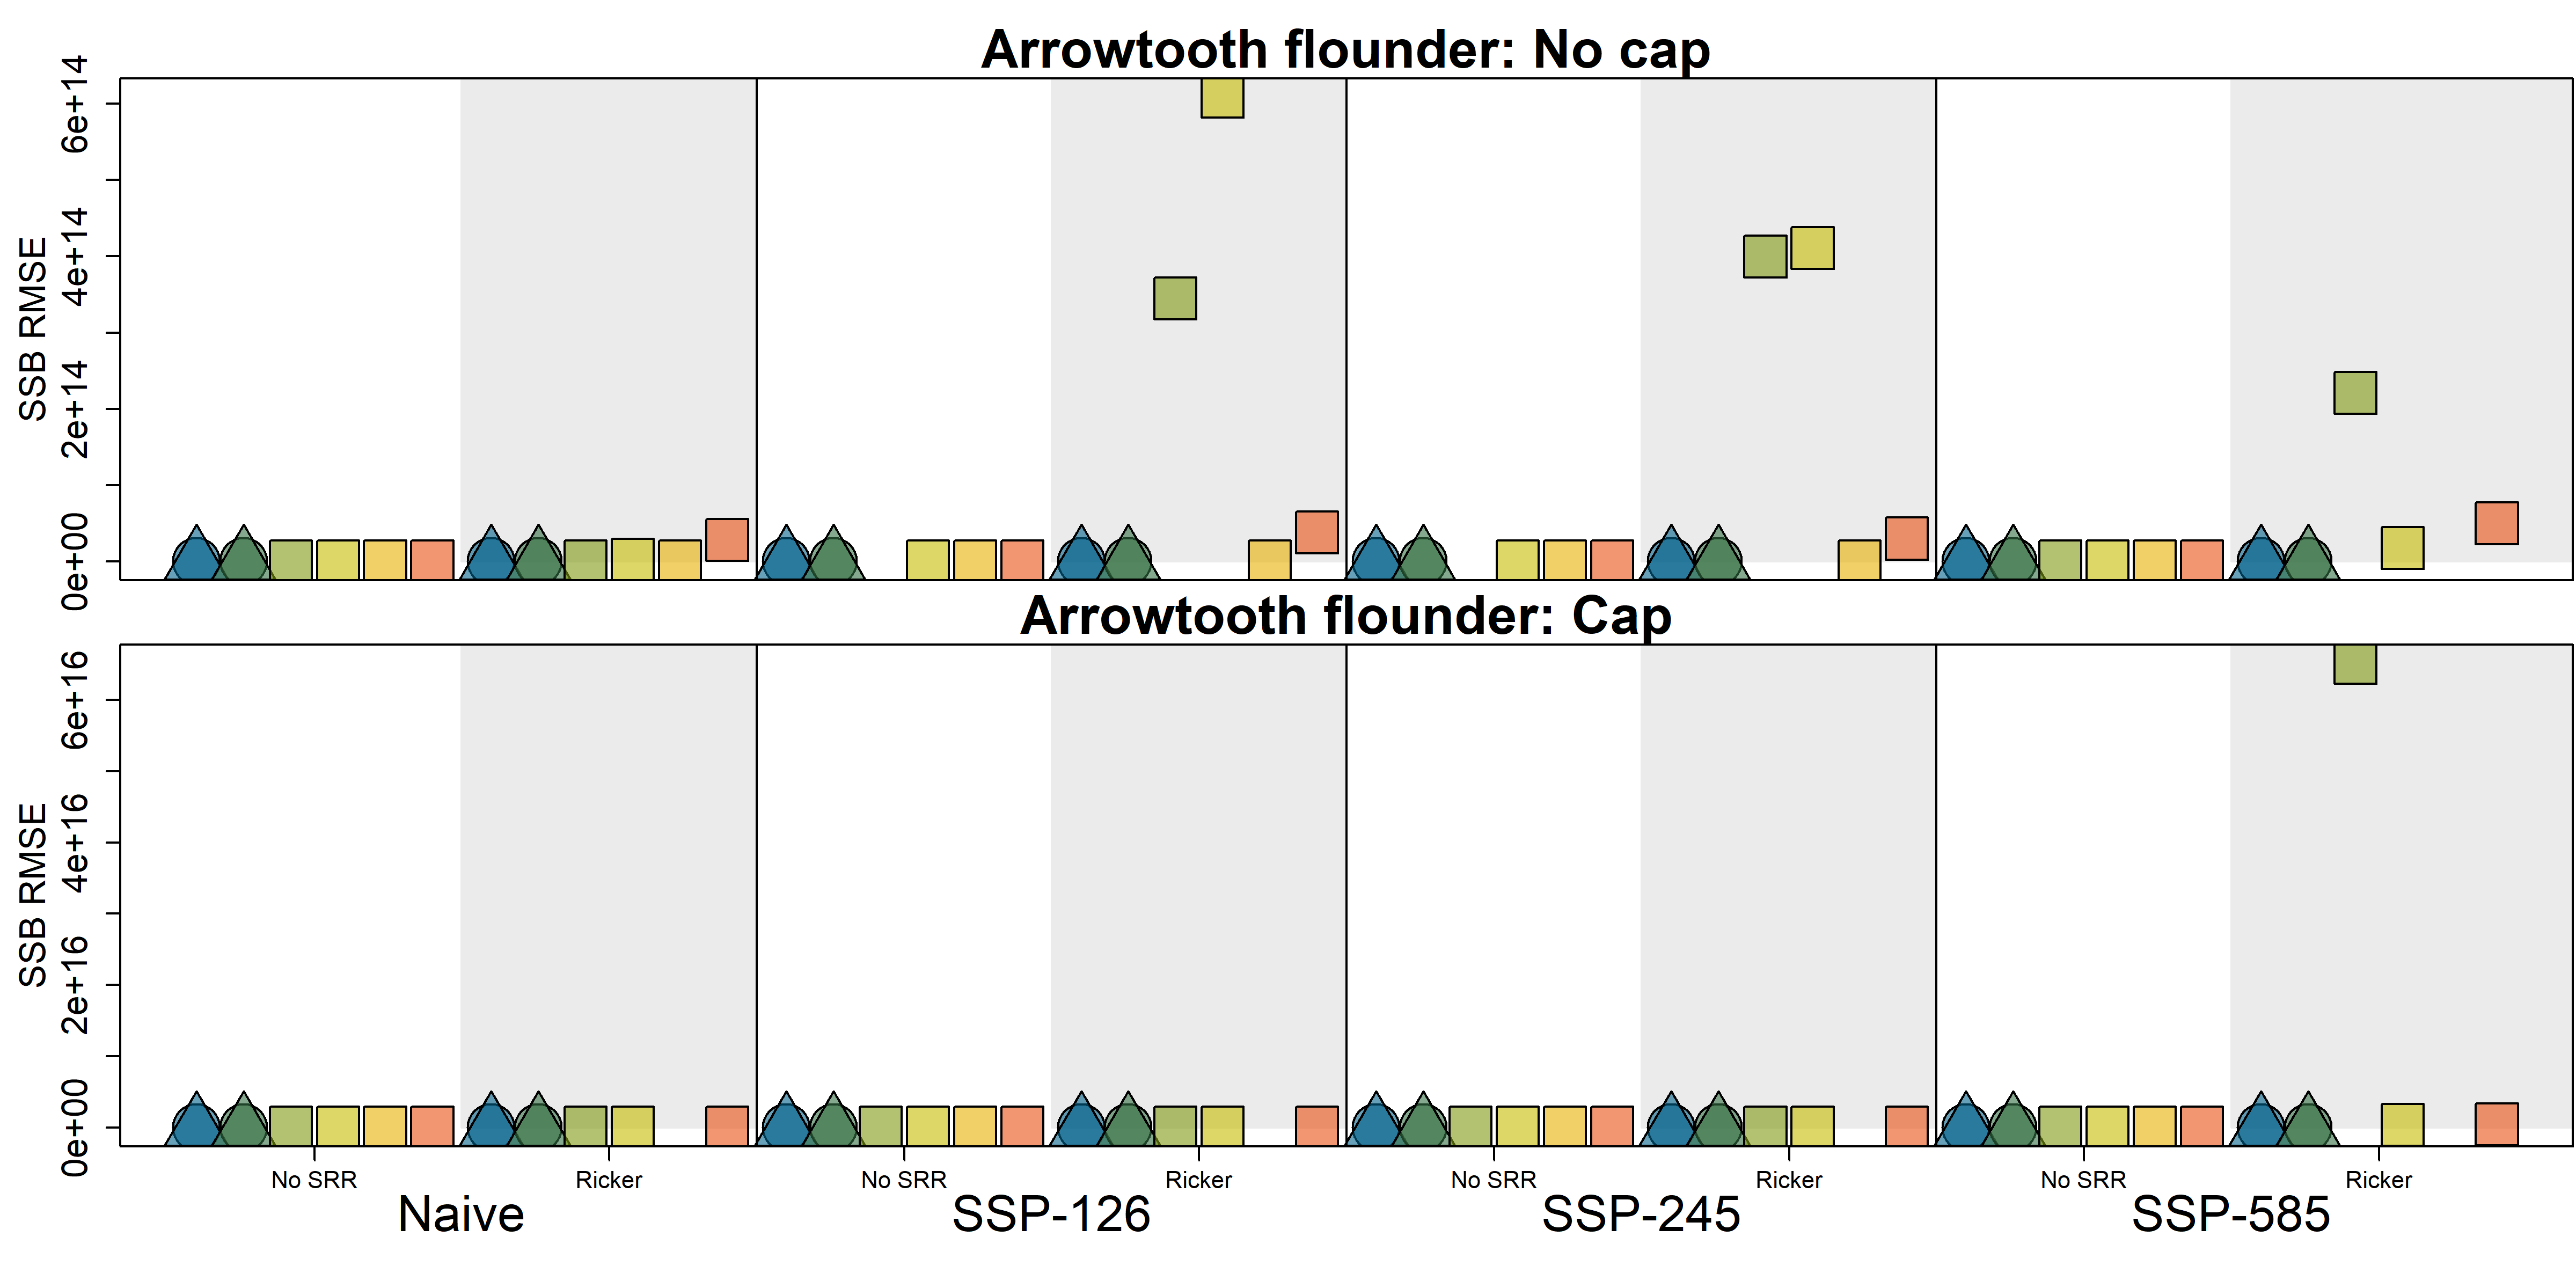 Arrowtooth flounder: No cap
SSB RMSE
6e+14
4e+14
2e+14
0e+00
Arrowtooth flounder: Cap
SSB RMSE
6e+16
4e+16
2e+16
0e+00
No SRR Ricker No SRR Ricker No SRR Ricker No SRR Ricker
Naive SSP-126 SSP-245 SSP-585